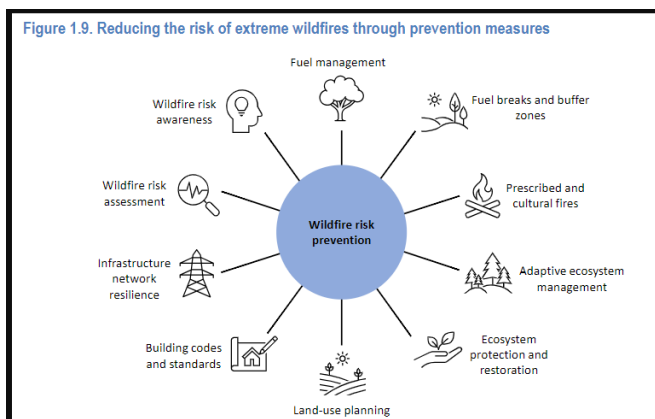 Figure 1.9. Reducing the risk of extreme wildfires through prevention measures
Fuel management
Fuel breaks and buffer
zones
Prescribed and
cultural fires
Adaptive ecosystem
management
Ecosystem
protection and
restoration
Land-use planning
Building codes
and standards
Infrastructure
network
resilience
Wildfire risk
assessment
Wildfire risk
awareness
Wildfire risk
prevention